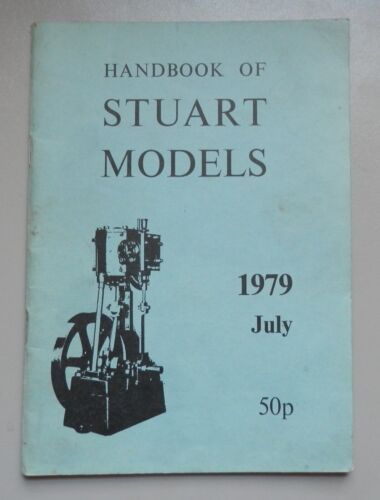 HANDBOOK OF
STUART
MODELS
1979
July
50p